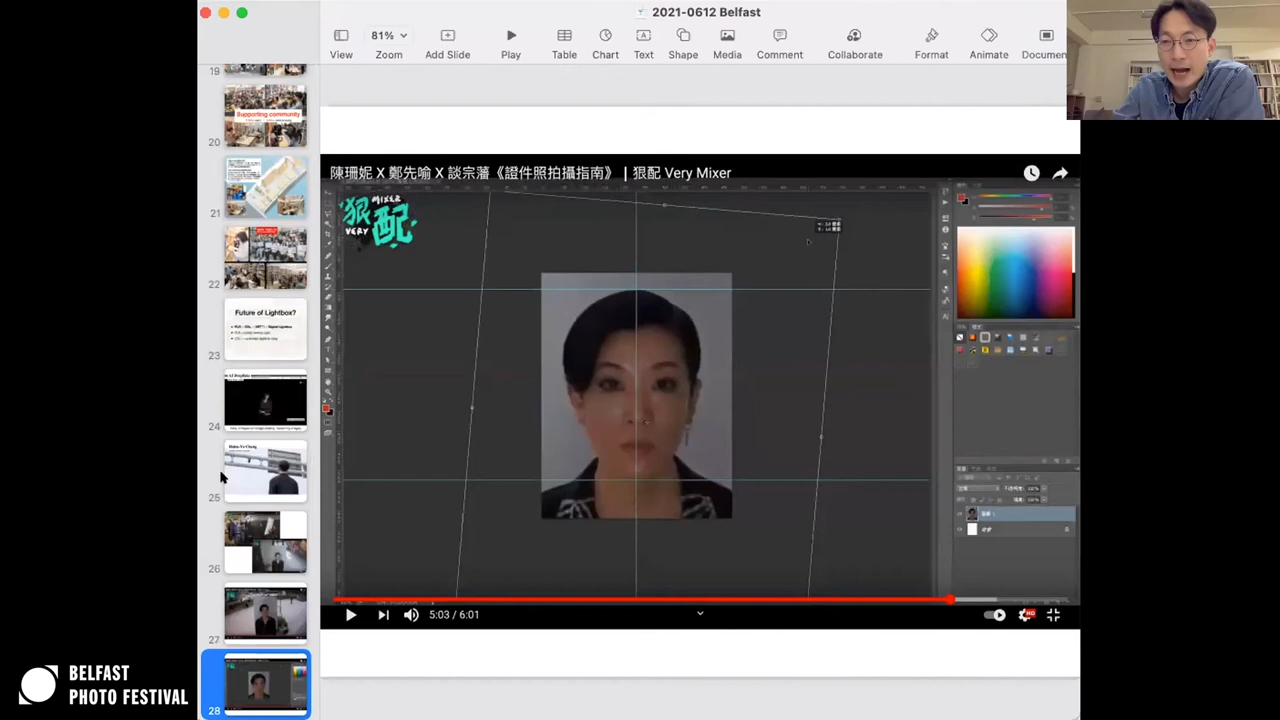 2021-0612 Belfast
81%
View
Zoom
Add Slide
Play
Table
Chart
Text
Shape
Media
Comment
Collaborate
Format
Animate
Documen
19
20
Supporting community
21
22
23
Future of Lightbox?
24
25
26
27
28
陳珊妮 X 鄭先喻 X 談宗藩《證件照拍攝指南》 | 狠配 Very Mixer
狠配
VERY
MIXER
5:03 / 6:01
HD
BELFAST
PHOTO FESTIVAL